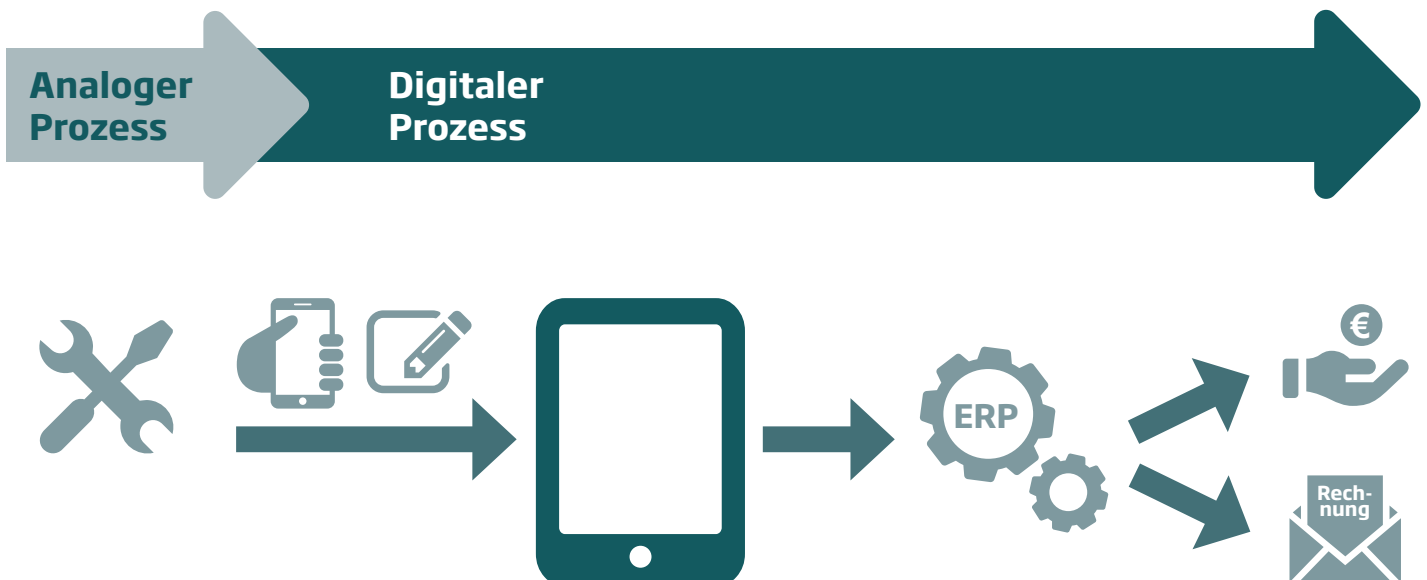 Analoger
Prozess
Digitaler
Prozess
ERP
€
Rech-
nung